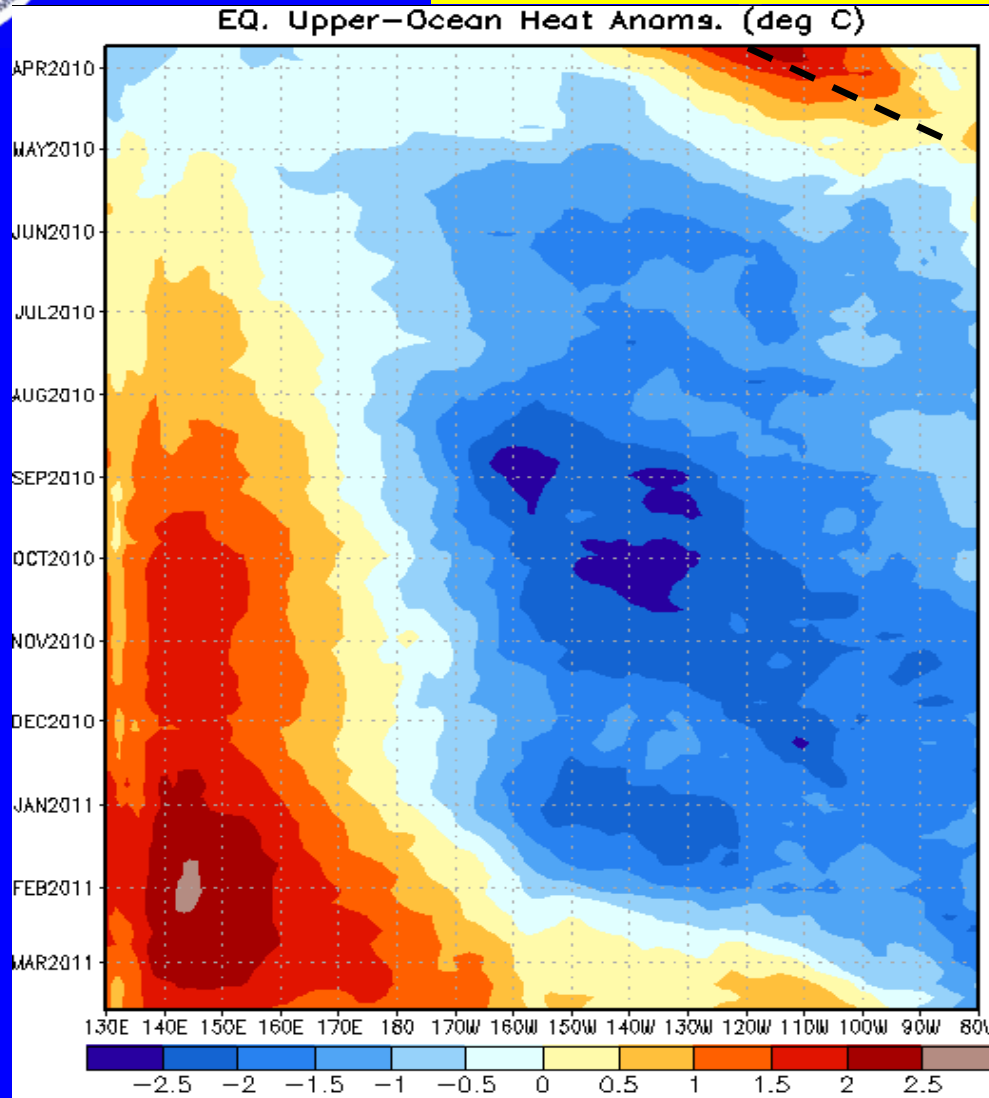 EQ. Upper-Ocean Heat Anoms. (deg C)
APR2010
MAY2010
JUN2010
JUL2010
AUG2010
SEP2010
OCT2010
NOV2010
DEC2010
JAN2011
FEB2011
MAR2011
130E 140E 150E 160E 170E 180 170W 160W 150W 140W 130W 120W 110W 100W 90W 80W
-2.5 -2 -1.5 -1 -0.5 0 0.5 1 1.5 2 2.5